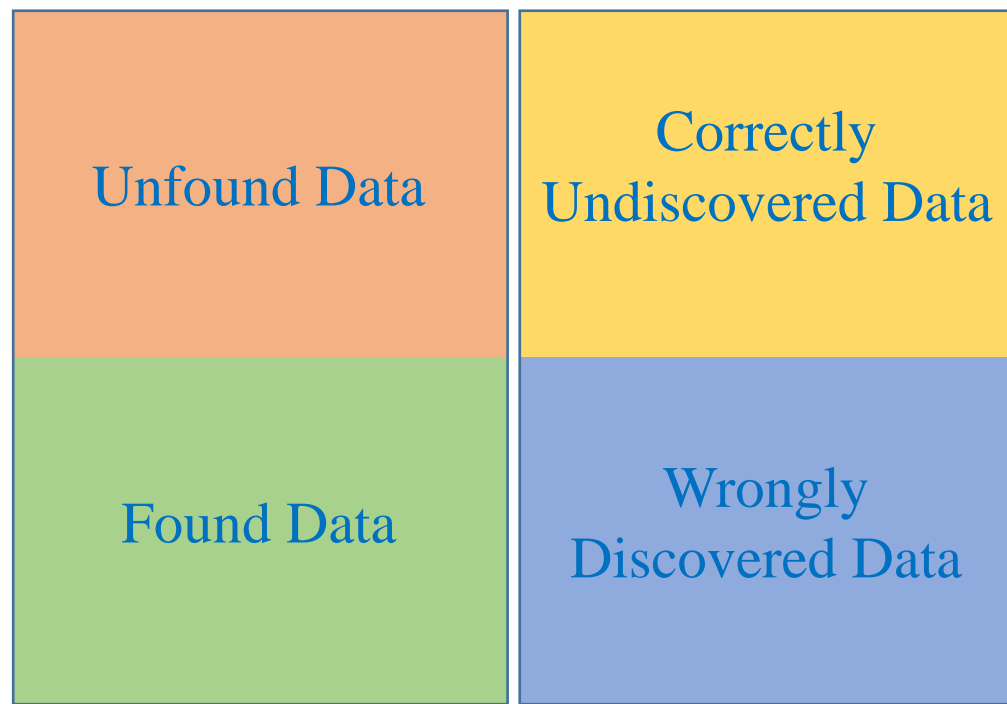 Unfound Data
Correctly
Undiscovered Data
Found Data
Wrongly
Discovered Data